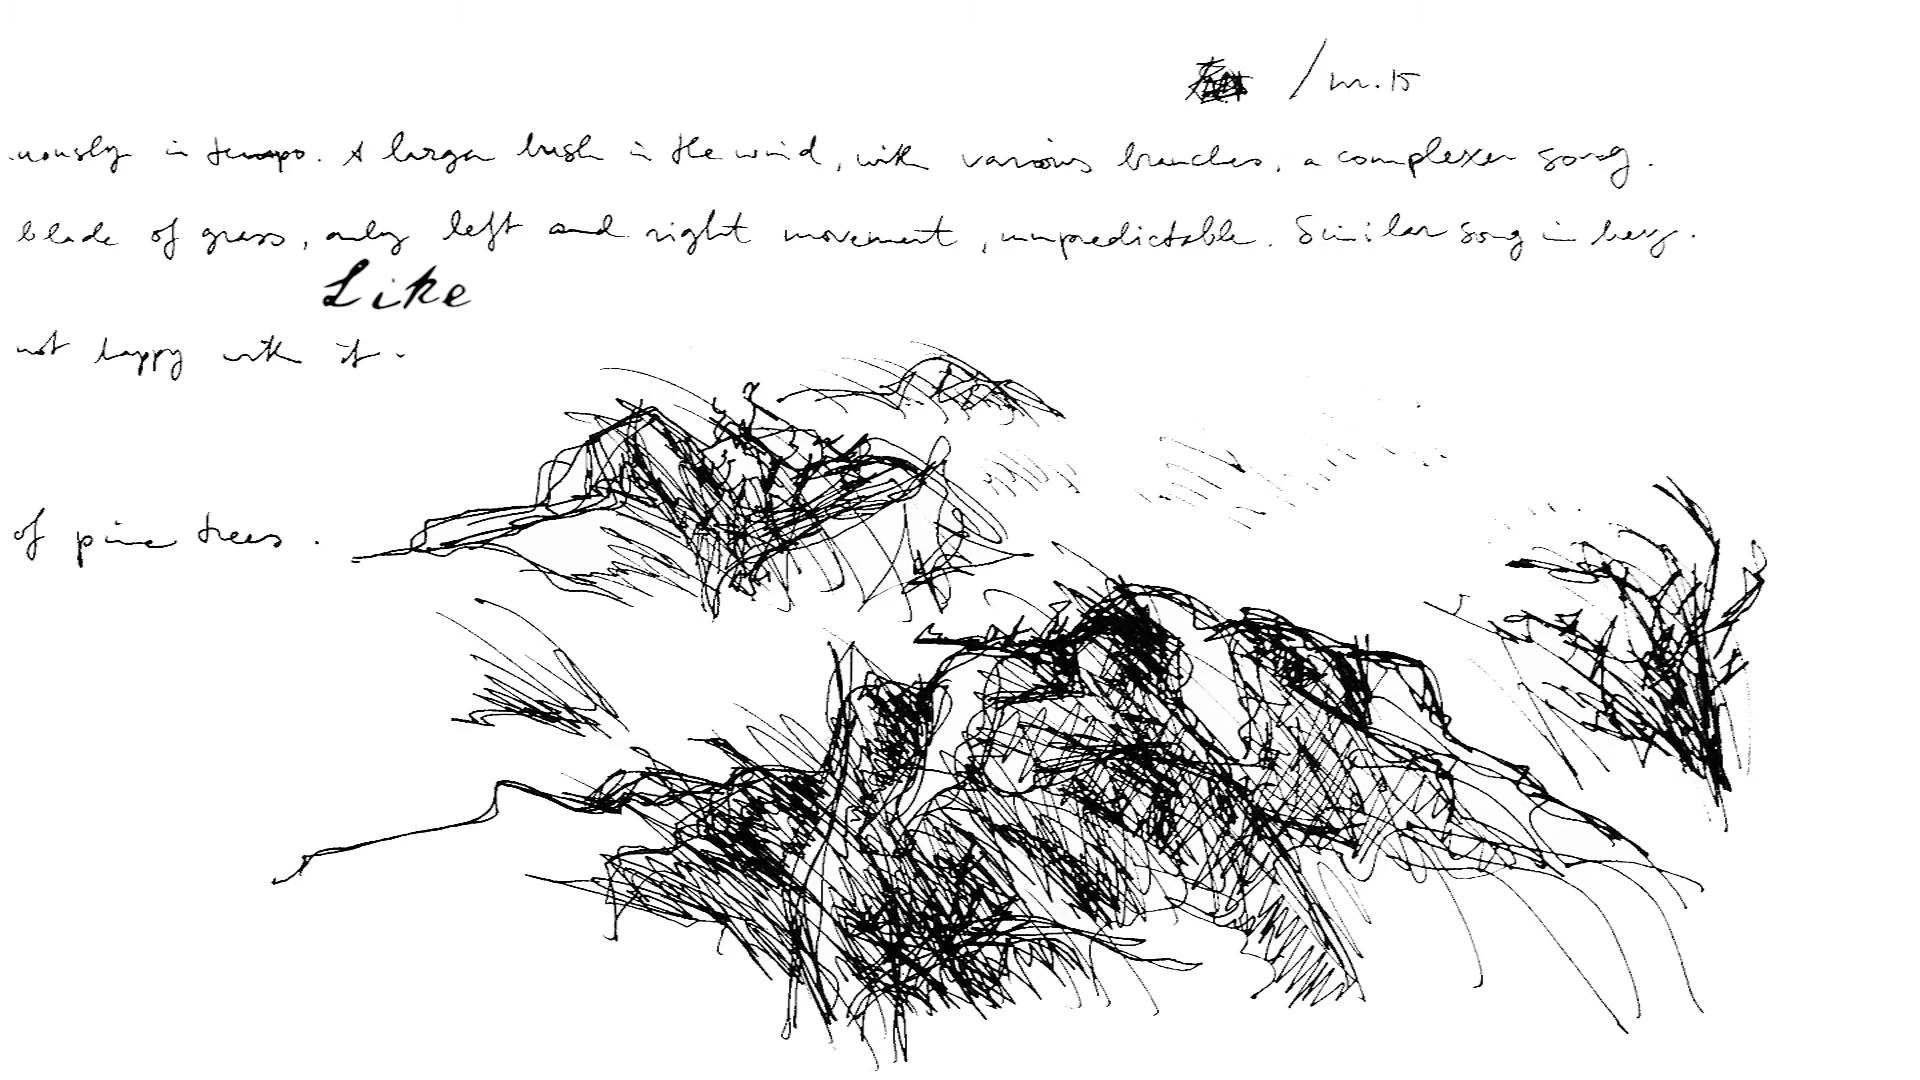 /m.15
uously in tempo. A larger bush in the wind, with various branches, a complexer song.
blade of grass, only left and right movement, unpredictable. Similar song in
Like
not happy with it.
of pine trees.